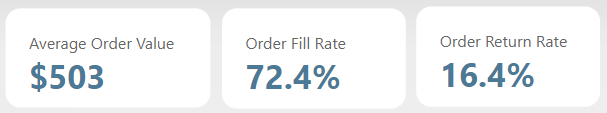 Average Order Value
$503
Order Fill Rate
72.4%
Order Return Rate
16.4%